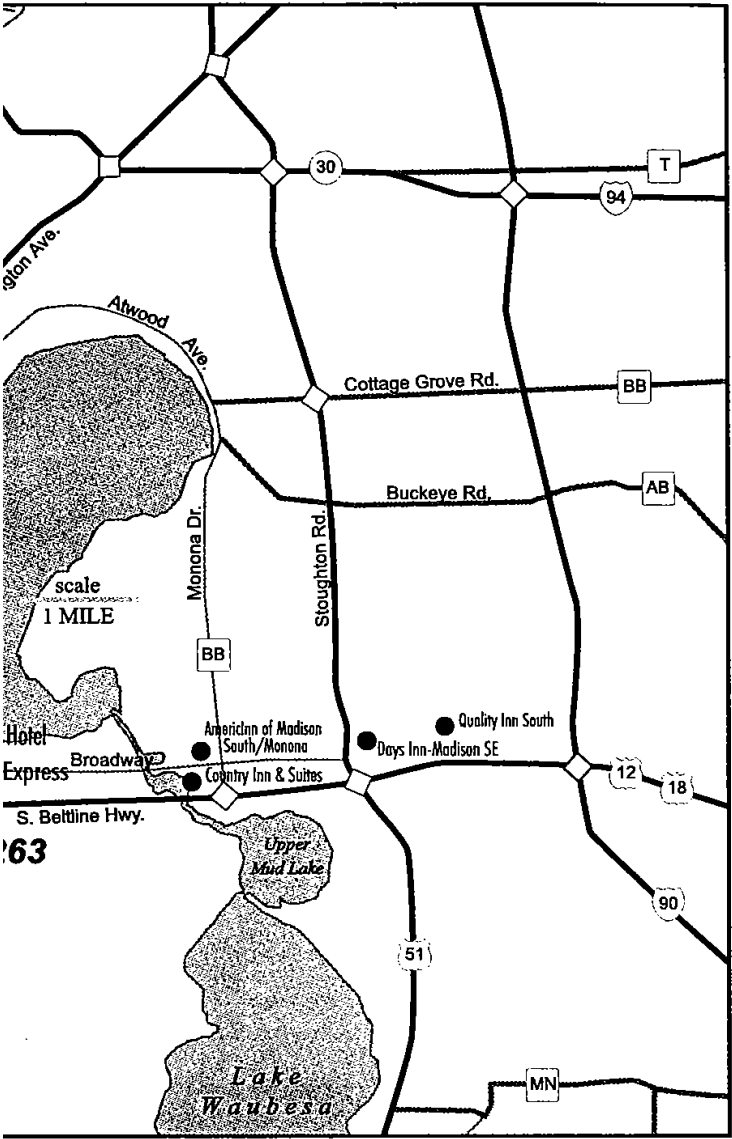 30
T
94
ington Ave.
Atwood
Ave.
Cottage Grove Rd.
BB
Buckeye Rd.
AB
Monona Dr.
Stoughton Rd.
scale
1 MILE
BB
Hotel
Express
AmericInn of Madison
South/Monona
Quality Inn South
Days Inn-Madison SE
Broadway
Country Inn & Suites
12
18
S. Beltline Hwy.
263
Upper
Mud Lake
90
51
Lake
Waubesa
MN